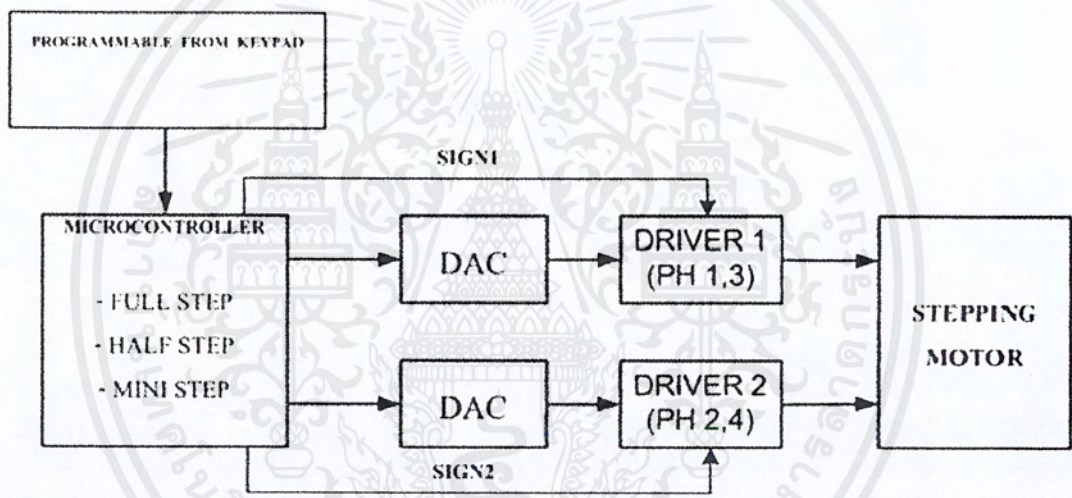 PROGRAMMABLE FROM KEYPAD
SIGN1
MICROCONTROLLER
- FULL STEP
- HALF STEP
- MINI STEP
DAC
DRIVER 1
(PH 1,3)
DAC
DRIVER 2
(PH 2,4)
STEPPING
MOTOR
SIGN2